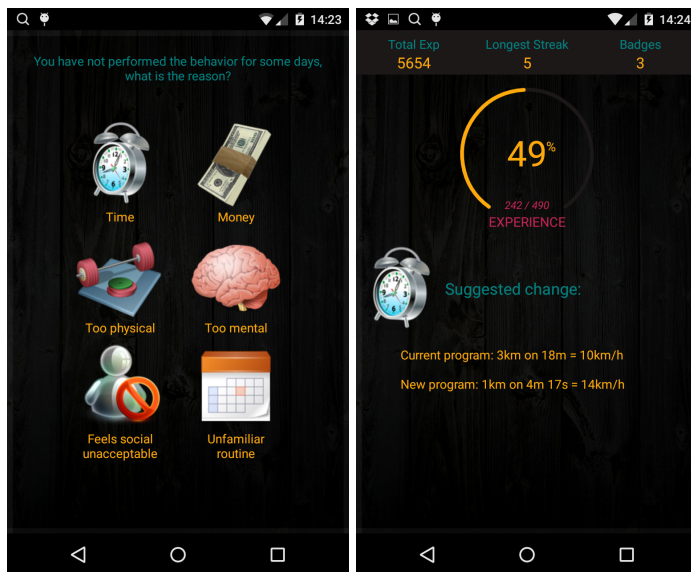 14:23
You have not performed the behavior for some days,
what is the reason?
Time
Money
Too physical
Too mental
Feels social
unacceptable
Unfamiliar
routine
14:24
Total Exp
Longest Streak
Badges
5654
5
3
49%
242 / 490
EXPERIENCE
Suggested change:
Current program: 3km on 18m = 10km/h
New program: 1km on 4m 17s = 14km/h